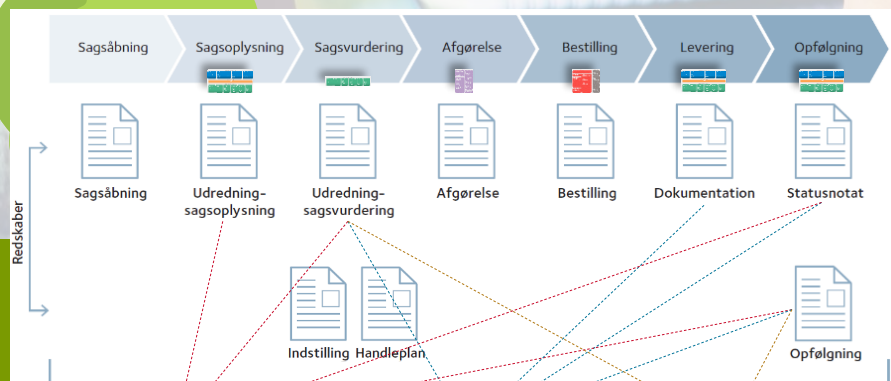 Sagsåbning Sagsoplysning Sagsvurdering Afgørelse Bestilling Levering Opfølgning
Sagsåbning Udredning- Udredning- Afgørelse Bestilling Dokumentation Statusnotat
sagsoplysning sagsvurdering
Redskaber
Indstilling Handleplan Opfølgning